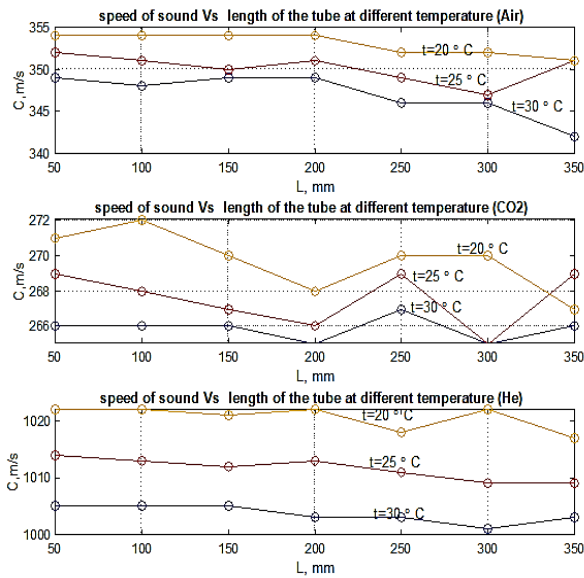 speed of sound Vs length of the tube at different temperature (Air)
C,m/s
355
350
345
340
t=20 ° C
t=25 ° C
t=30 ° C
50 100 150 200 250 300 350
L, mm
speed of sound Vs length of the tube at different temperature (CO2)
C,m/s
272
270
268
266
t=20 ° C
t=25 ° C
t=30 ° C
50 100 150 200 250 300 350
L, mm
speed of sound Vs length of the tube at different temperature (He)
C,m/s
1020
1010
1000
t=20 ° C
t=25 ° C
t=30 ° C
50 100 150 200 250 300 350
L, mm